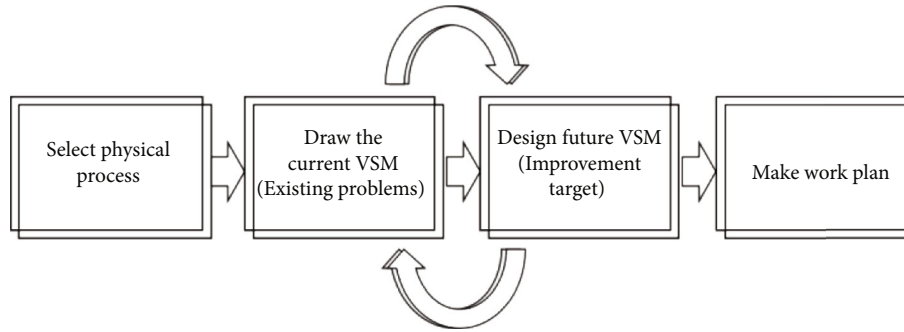 Select physical
process
Draw the
current VSM
(Existing problems)
Design future VSM
(Improvement
target)
Make work plan